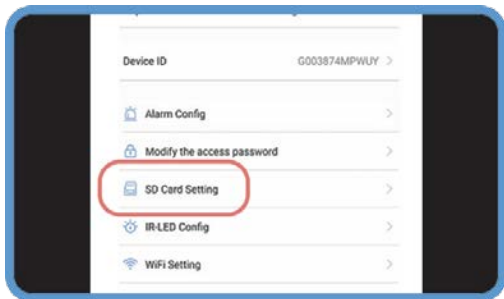 Device ID G003874MPWUY
Alarm Config
Modify the access password
SD Card Setting
IR-LED Config
WiFi Setting